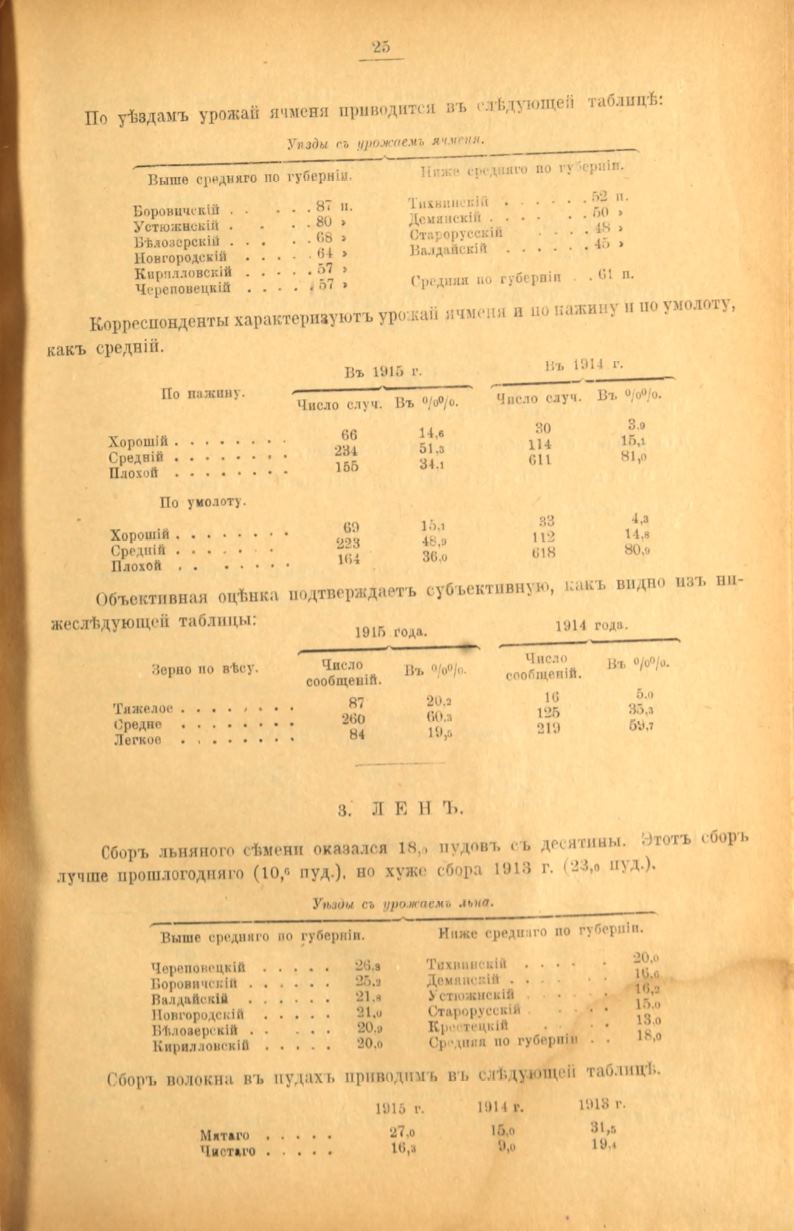 25
По уѣздамъ урожай ячменя приводится въ слѣдующей таблицѣ:
Уѣзды съ урожаемъ ячменя.
Выше средняго по губерніи. Ниже средняго по губерніи.
Боровичскій . . . . . 87 п. Тихвинскій . . . . . . 52 п.
Устюжнскій . . . . 80 » Демянскій . . . . . . 50 »
Бѣлозерскій . . . . . 68 » Старорусскій . . . . 48 »
Новгородскій . . . . 64 » Валдайскій . . . . . . 45 »
Кирилловскій . . . . . 57 »
Череповецкій . . . . . 57 » Средняя по губерніи . . 61 п.
Корреспонденты характеризуютъ урожай ячменя и по нажину и по умолоту,
какъ средній.
Въ 1915 г. Въ 1914 г.
По нажину. Число случ. Въ %%. Число случ. Въ %%.
Хорошій . . . . . . . . 66 14,6 30 3,9
Средній . . . . . . . . 234 51,3 114 15,1
Плохой . . . . . . . . 155 34,1 611 81,0
По умолоту.
Хорошій . . . . . . . . 69 15,1 33 4,3
Средній . . . . . . . 223 48,9 112 14,8
Плохой . . . . . . . 164 36,0 618 80,9
Объективная оцѣнка подтверждаетъ субъективную, какъ видно изъ ни-
жеслѣдующей таблицы:
1915 года. 1914 года.
Зерно по вѣсу. Число сообщеній. Въ %%. Число сообщеній. Въ %%.
Тяжелое . . . . . . . . 87 20,2 16 5,0
Средне . . . . . . . . 260 60,3 125 35,3
Легкое . . . . . . . . 84 19,5 219 59,7
3. ЛЕНЪ.
Сборъ льняного сѣмени оказался пудовъ съ десятины. Этотъ сборъ
лучше прошлогодняго (10,6 пуд.), но хуже сбора 1913 г. (23,0 пуд.).
Уѣзды съ урожаемъ льна.
Выше средняго по губерніи. Ниже средняго по губерніи.
Череповецкій . . . . . 26,3 Тихвинскій . . . . . 20,0
Боровичскій . . . . . 25,2 Демянскій . . . . . 16,6
Валдайскій . . . . . 21,8 Устюжнскій . . . . . 16,2
Новгородскій . . . . . 21,0 Старорусскій . . . . 15,0
Бѣлозерскій . . . . . 20,9 Крестецкій . . . . 13,0
Кирилловскій . . . . . 20,0 Средняя по губерніи . . 18,0
Сборъ волокна въ пудахъ приводимъ въ слѣдующей таблицѣ.
1915 г. 1914 г. 1913 г.
Мятаго . . . . . 27,0 15,0 31,5
Чистаго . . . . . 16,3 9,0 19,4